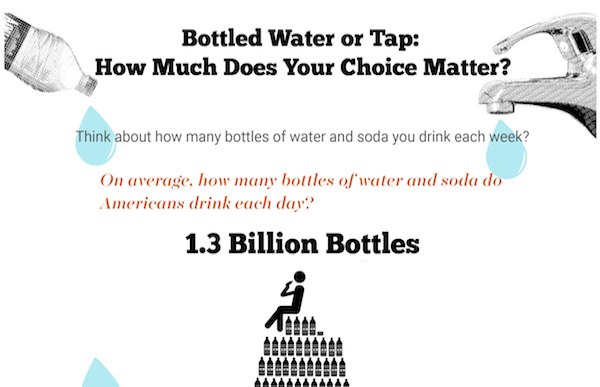 Bottled Water or Tap:
How Much Does Your Choice Matter?
Think about how many bottles of water and soda you drink each week?
On average, how many bottles of water and soda do
Americans drink each day?
1.3 Billion Bottles